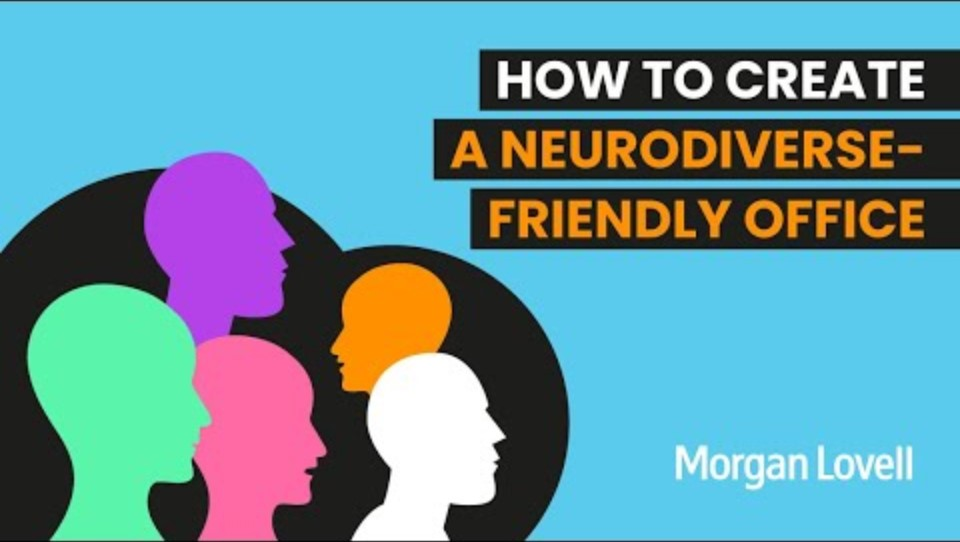 HOW TO CREATE
A NEURODIVERSE-
FRIENDLY OFFICE
Morgan Lovell